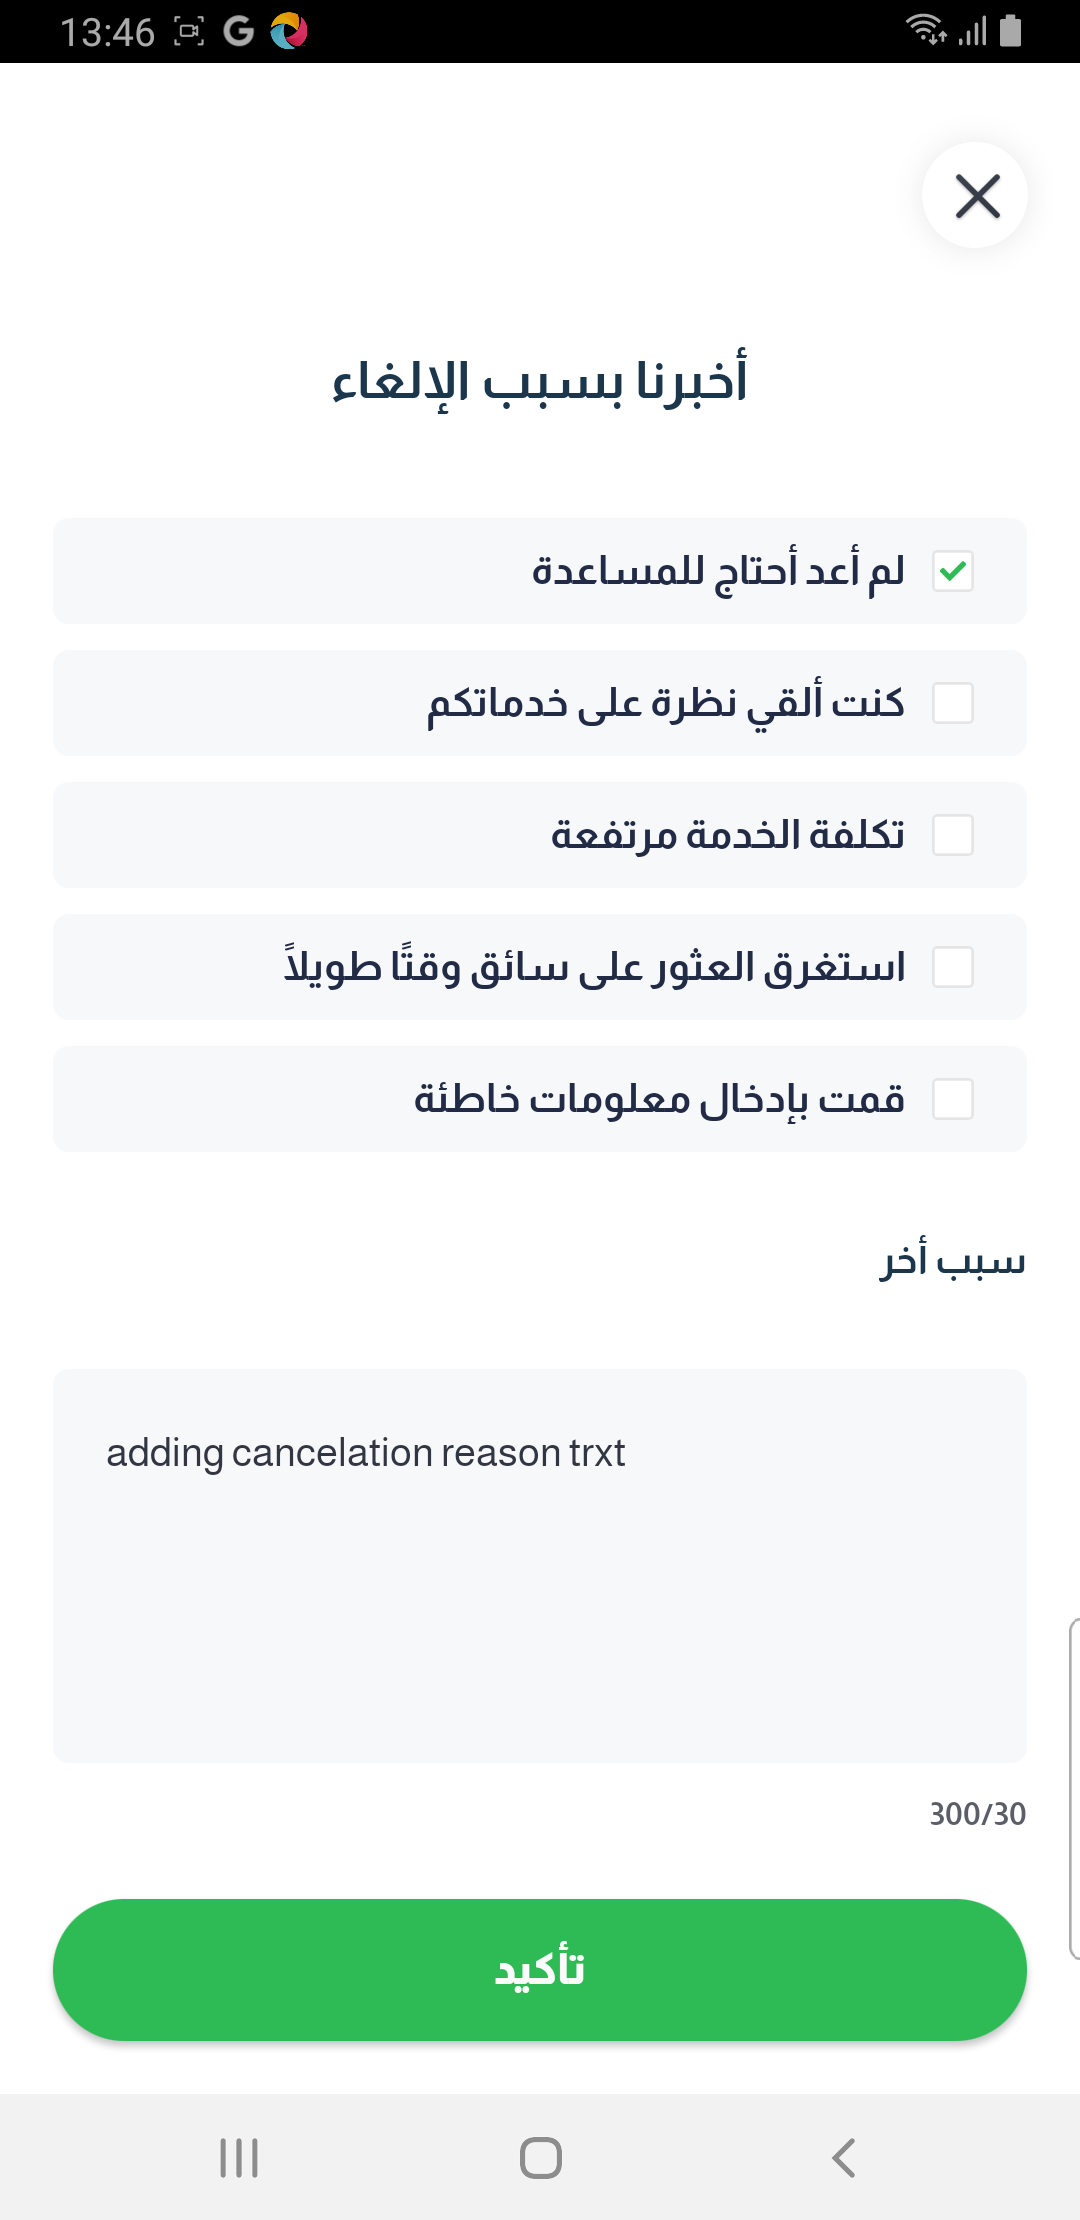 13:46
أخبرنا بسبب الإلغاء
لم أعد أحتاج للمساعدة
كنت ألقي نظرة على خدماتكم
تكلفة الخدمة مرتفعة
استغرق العثور على سائق وقتًا طويلًا
قمت بإدخال معلومات خاطئة
سبب أخر
adding cancelation reason trxt
300/30
تأكيد